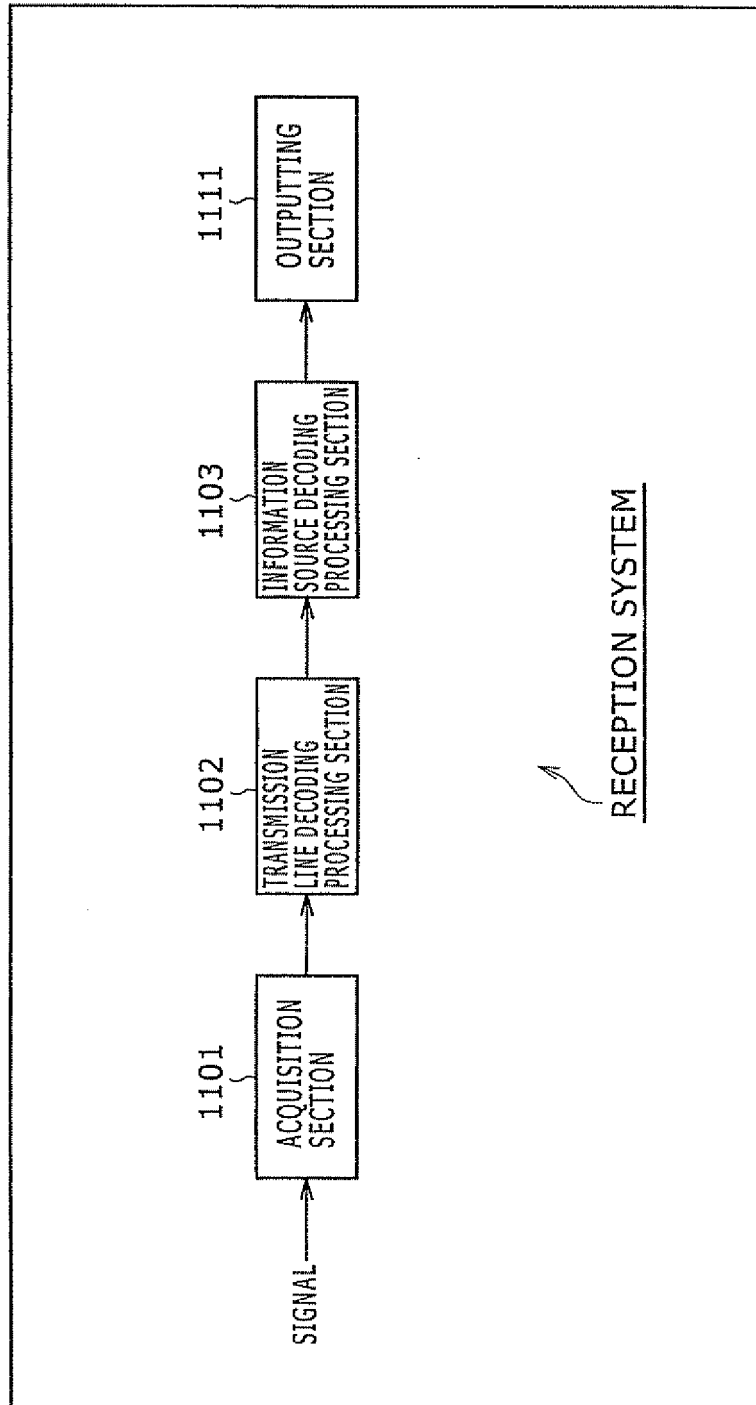 1101
1102
1103
1111
SIGNAL
ACQUISITION
SECTION
TRANSMISSION
LINE DECODING
PROCESSING SECTION
INFORMATION
SOURCE DECODING
PROCESSING SECTION
OUTPUTTING
SECTION
RECEPTION SYSTEM